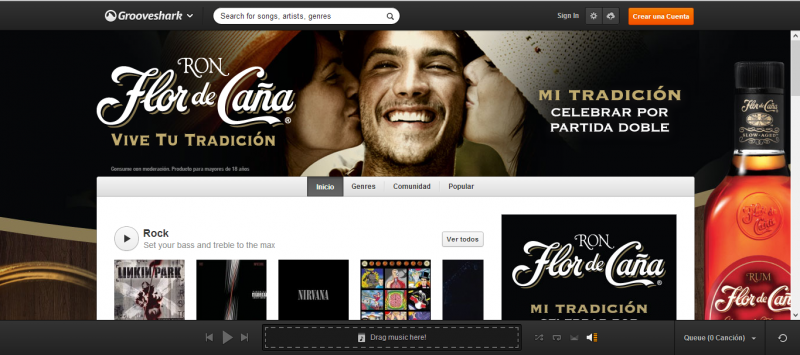 Grooveshark
Search for songs, artists, genres
Sign In
Crear una Cuenta
RON
Flor de Caña®
VIVE TU TRADICIÓN
MI TRADICIÓN
CELEBRAR POR
PARTIDA DOBLE
Consume con moderación. Producto para mayores de 18 años
Flor de Caña
SLOW-AGED
Inicio
Genres
Comunidad
Popular
Rock
Set your bass and treble to the max
Ver todos
LINKIN PARK
NIRVANA
RON
Flor de Caña®
MI TRADICIÓN
CELEBRAR POR
RUM
Flor de Caña
Drag music here!
Queue (0 Canción)